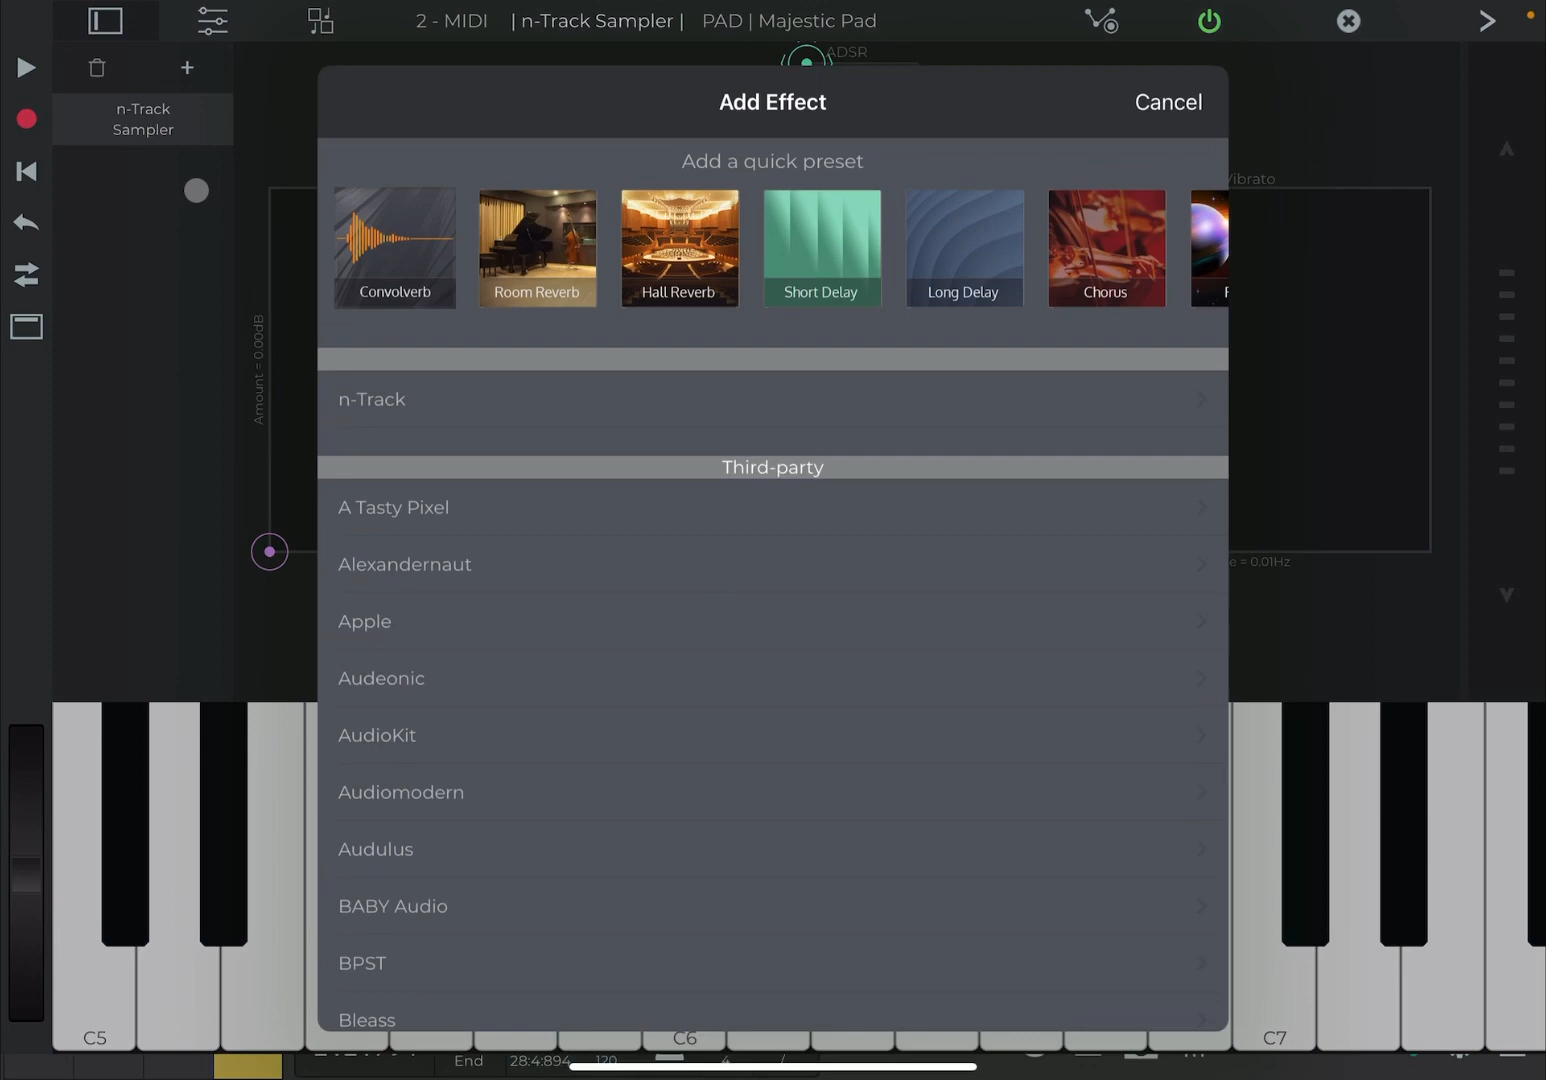 2 - MIDI | n-Track Sampler | PAD | Majestic Pad
ADSR
n-Track
Sampler
Add Effect
Cancel
Add a quick preset
Convolverb
Room Reverb
Hall Reverb
Short Delay
Long Delay
Chorus
Vibrato
Amount = 0.00dB
n-Track
Third-party
A Tasty Pixel
Alexandernaut
e = 0.01Hz
Apple
Audeonic
AudioKit
Audiomodern
Audulus
BABY Audio
BPST
Bleass
C5
C6
C7
End
28:4:894
120